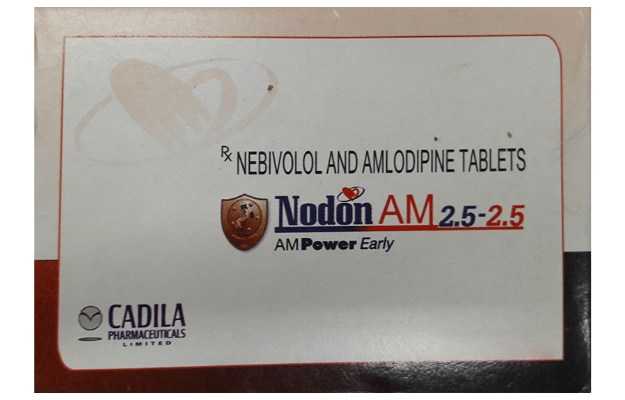 Rx NEBIVOLOL AND AMLODIPINE TABLETS
Nodon AM 2.5-2.5
AM Power Early
CADILA
PHARMACEUTICALS
LIMITED